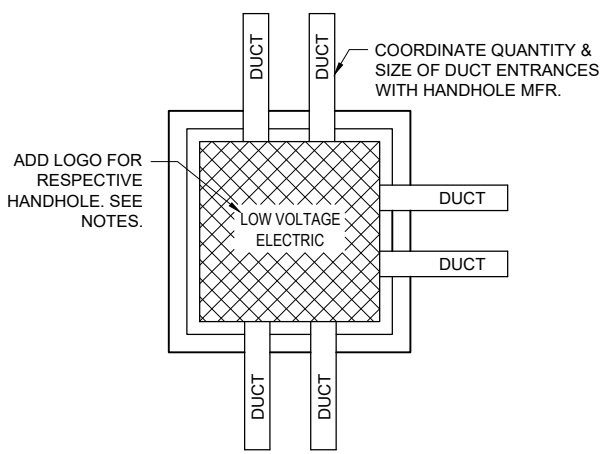 DUCT
DUCT
COORDINATE QUANTITY &
SIZE OF DUCT ENTRANCES
WITH HANDHOLE MFR.
ADD LOGO FOR
RESPECTIVE
HANDHOLE. SEE
NOTES.
LOW VOLTAGE
ELECTRIC
DUCT
DUCT
DUCT
DUCT